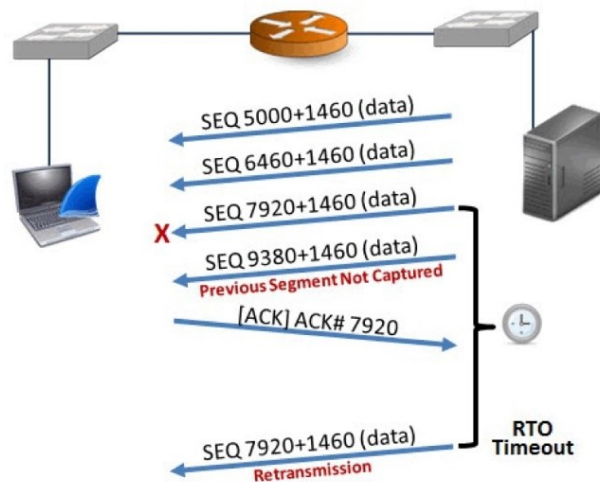 SEQ 5000+1460 (data)
SEQ 6460+1460 (data)
SEQ 7920+1460 (data)
X
SEQ 9380+1460 (data)
Previous Segment Not Captured
[ACK] ACK# 7920
RTO
Timeout
SEQ 7920+1460 (data)
Retransmission